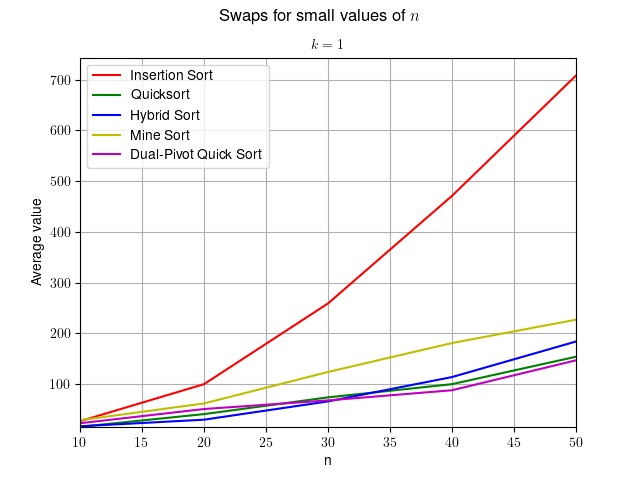 Swaps for small values of n
k = 1
Insertion Sort
Quicksort
Hybrid Sort
Mine Sort
Dual-Pivot Quick Sort
Average value
700
600
500
400
300
200
100
10 15 20 25 30 35 40 45 50
n